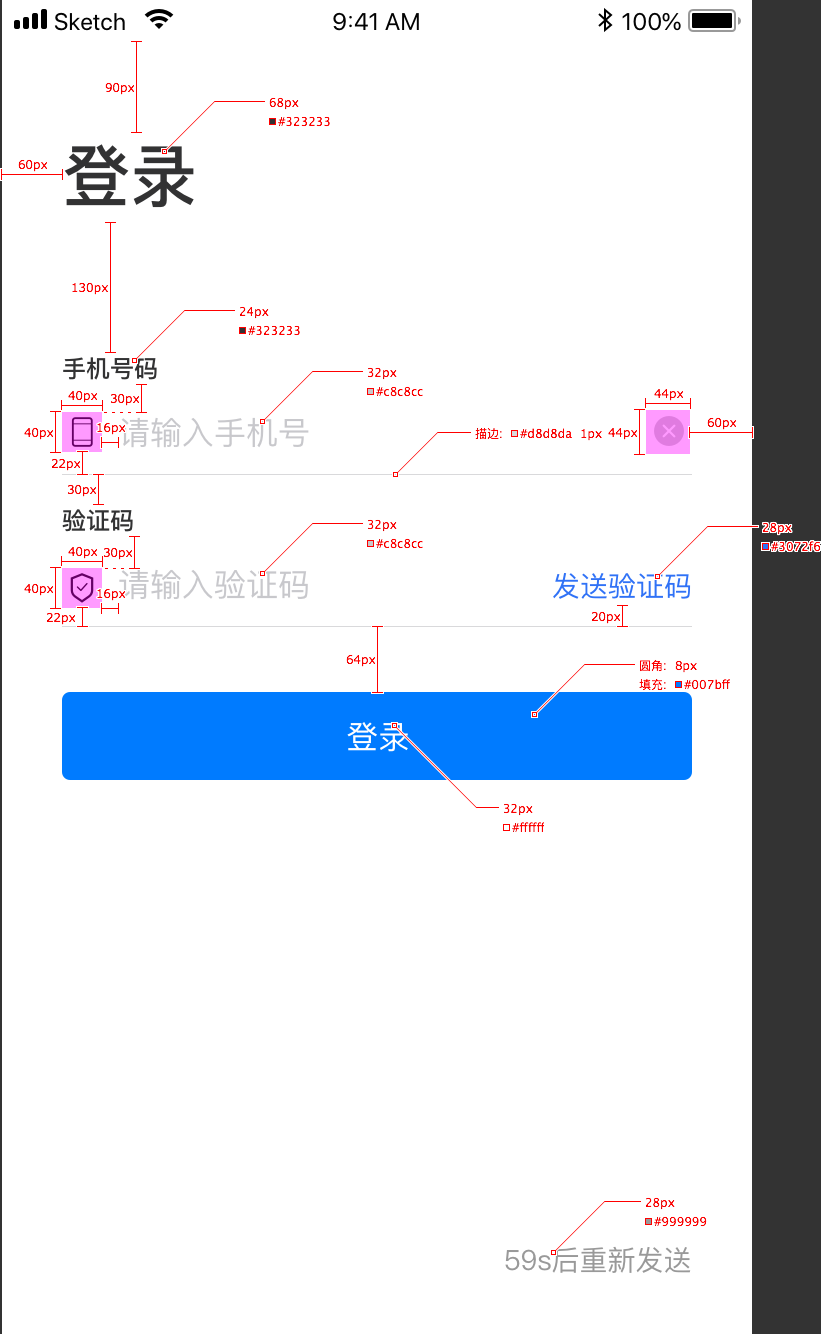 Sketch 9:41 AM 100%
90px
68px
#323233
60px
登录
130px
24px
#323233
手机号码
32px
#c8c8cc
40px
30px
44px
40px
16px
请输入手机号
描边: #d8d8da 1px
44px
60px
22px
30px
验证码
32px
#c8c8cc
28px
#3072f6
40px
30px
40px
16px
请输入验证码
发送验证码
22px
20px
64px
圆角: 8px
填充: #007bff
登录
32px
#ffffff
28px
#999999
59s后重新发送